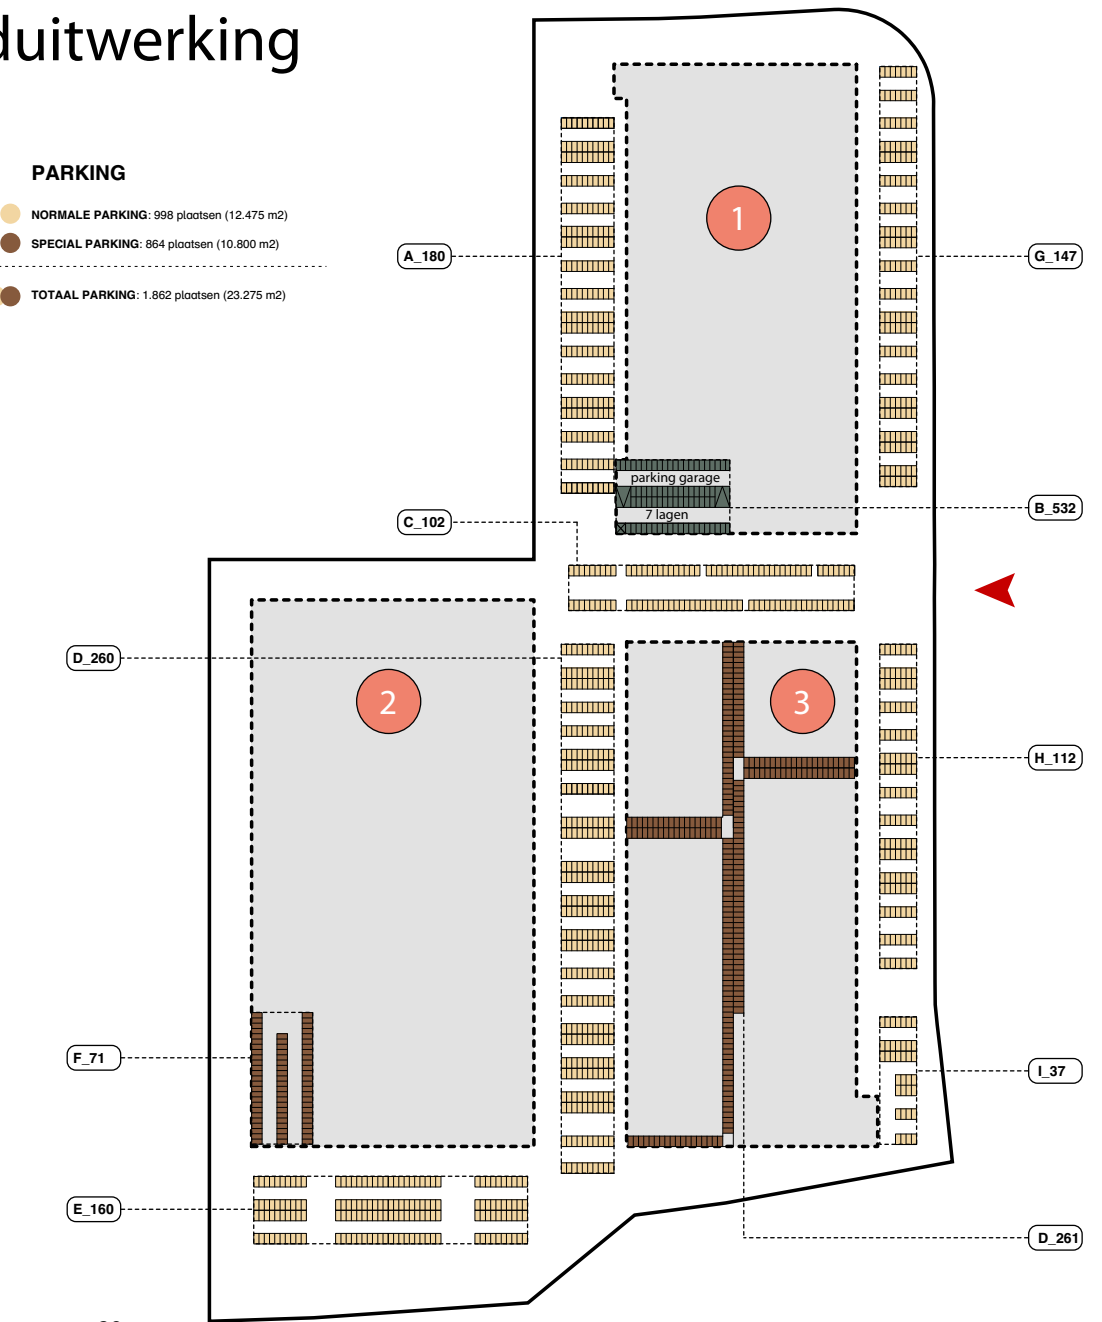 duitwerking
PARKING
NORMALE PARKING: 998 plaatsen (12.475 m2)
SPECIAL PARKING: 864 plaatsen (10.800 m2)
TOTAAL PARKING: 1.862 plaatsen (23.275 m2)
1
A_180
G_147
parking garage
7 lagen
B_532
C_102
D_260
2
3
H_112
F_71
I_37
E_160
D_261